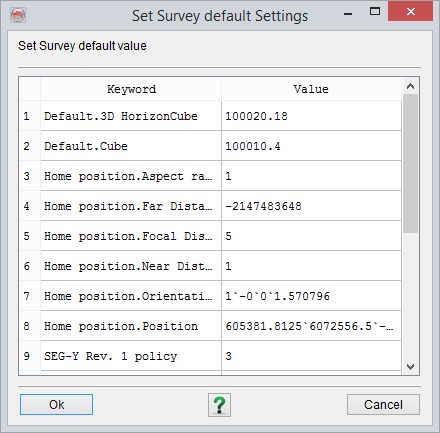 Set Survey default Settings
Set Survey default value
Keyword Value
1 Default.3D HorizonCube 100020.18
2 Default.Cube 100010.4
3 Home position.Aspect ra... 1
4 Home position.Far Dista... -2147483648
5 Home position.Focal Dis... 5
6 Home position.Near Dist... 1
7 Home position.Orientati... 1`-0`0`1.570796
8 Home position.Position 605381.8125`6072556.5`-...
9 SEG-Y Rev. 1 policy 3
Ok ? Cancel